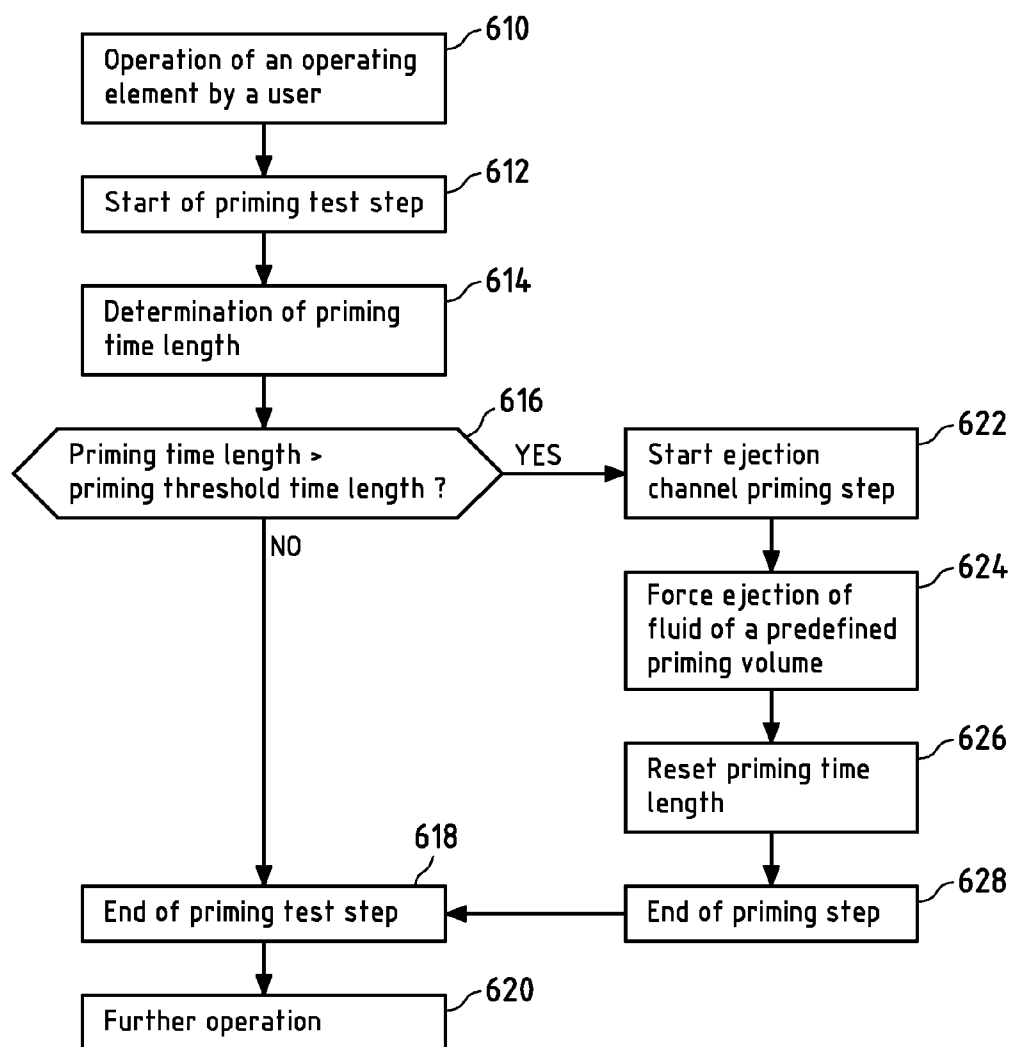 610
Operation of an operating
element by a user
612
Start of priming test step
614
Determination of priming
time length
616
Priming time length >
priming threshold time length ?
YES
NO
622
Start ejection
channel priming step
624
Force ejection of
fluid of a predefined
priming volume
626
Reset priming time
length
618
End of priming test step
628
End of priming step
620
Further operation